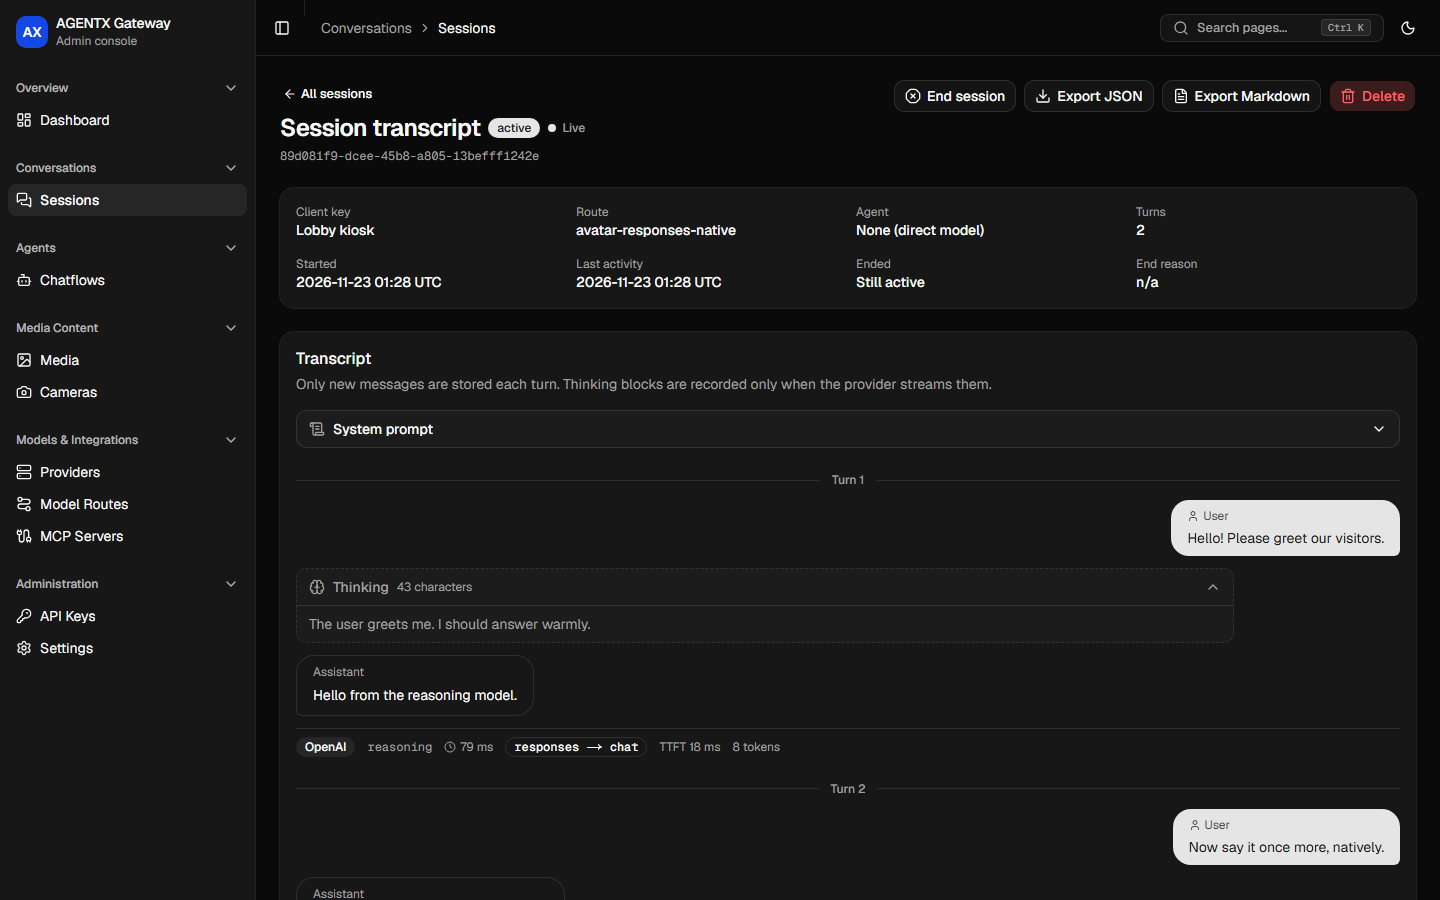 AX
AGENTX Gateway
Admin console
Overview
Dashboard
Conversations
Sessions
Agents
Chatflows
Media Content
Media
Cameras
Models & Integrations
Providers
Model Routes
MCP Servers
Administration
API Keys
Settings
Conversations > Sessions
Search pages... Ctrl K
← All sessions
End session
Export JSON
Export Markdown
Delete
Session transcript active Live
89d081f9-dcee-45b8-a805-13befff1242e
Client key Route Agent Turns
Lobby kiosk avatar-responses-native None (direct model) 2
Started Last activity Ended End reason
2026-11-23 01:28 UTC 2026-11-23 01:28 UTC Still active n/a
Transcript
Only new messages are stored each turn. Thinking blocks are recorded only when the provider streams them.
System prompt
Turn 1
User
Hello! Please greet our visitors.
Thinking 43 characters
The user greets me. I should answer warmly.
Assistant
Hello from the reasoning model.
OpenAI reasoning 79 ms responses → chat TTFT 18 ms 8 tokens
Turn 2
User
Now say it once more, natively.
Assistant